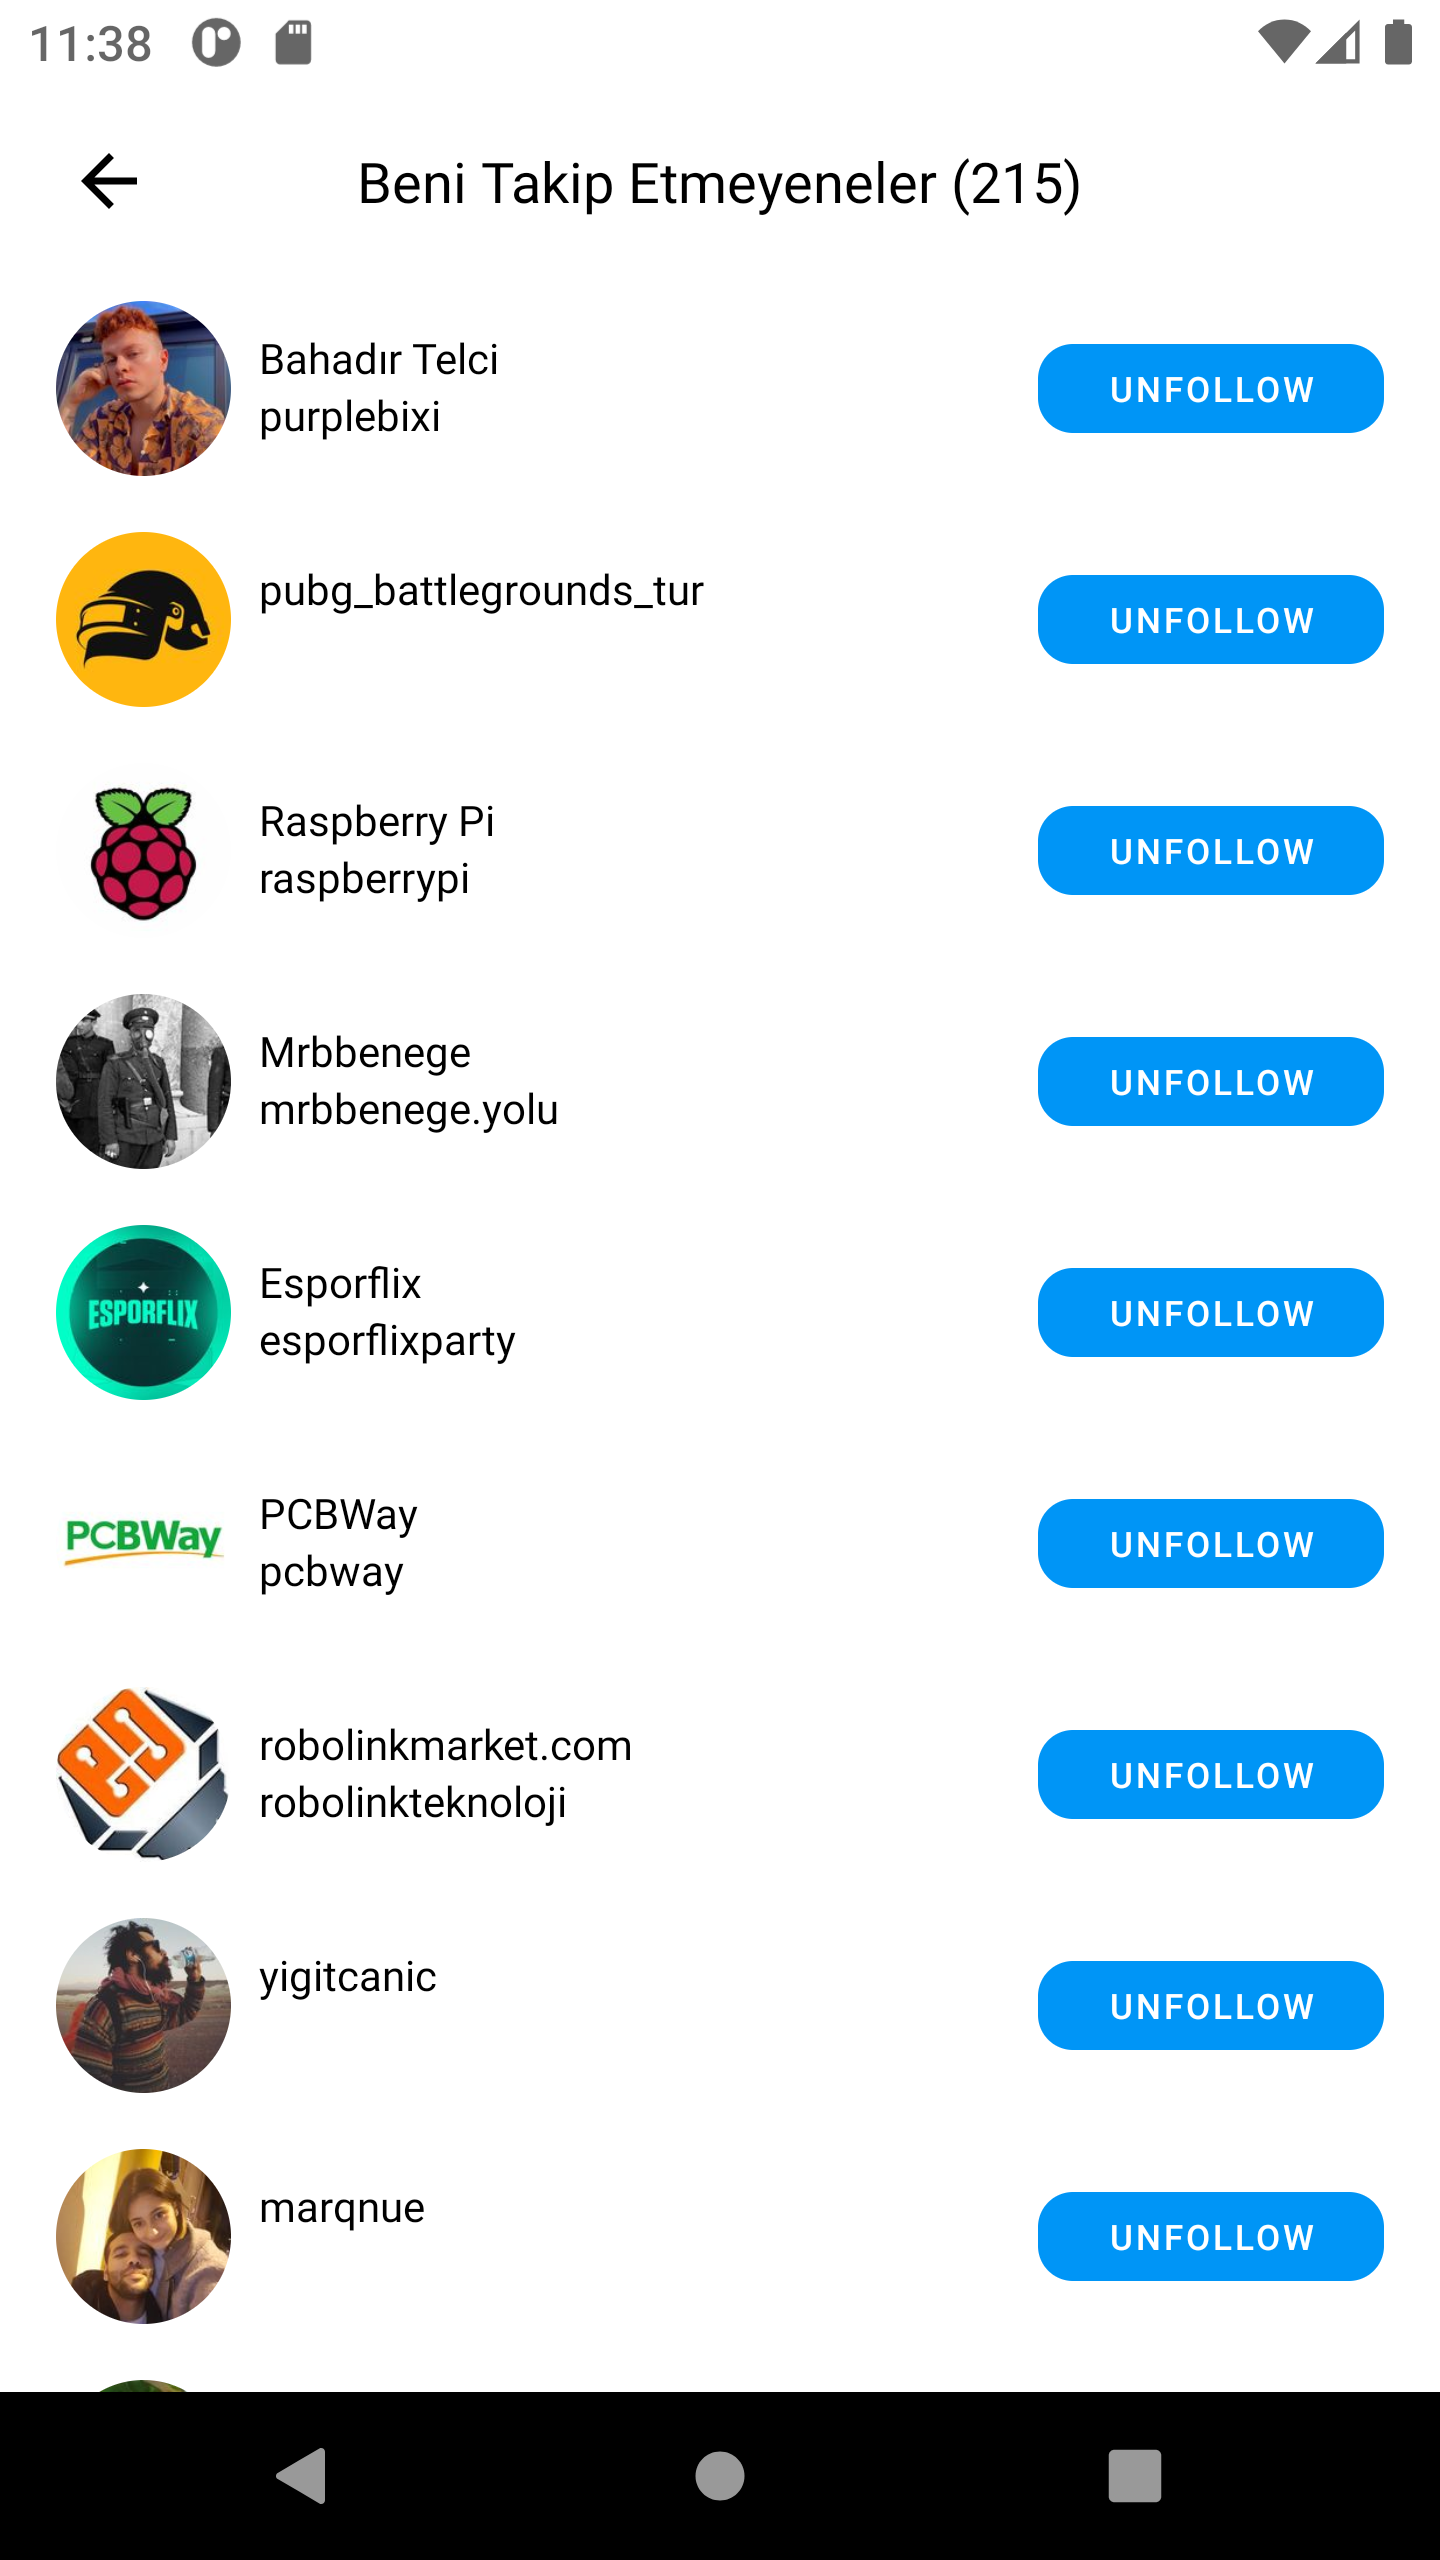 11:38
Beni Takip Etmeyeneler (215)
Bahadır Telci
purplebixi
UNFOLLOW
pubg_battlegrounds_tur
UNFOLLOW
Raspberry Pi
raspberrypi
UNFOLLOW
Mrbbenege
mrbbenege.yolu
UNFOLLOW
ESPORFLIX
Esporflix
esporflixparty
UNFOLLOW
PCBWay
PCBWay
pcbway
UNFOLLOW
robolinkmarket.com
robolinkteknoloji
UNFOLLOW
yigitcanic
UNFOLLOW
marqnue
UNFOLLOW